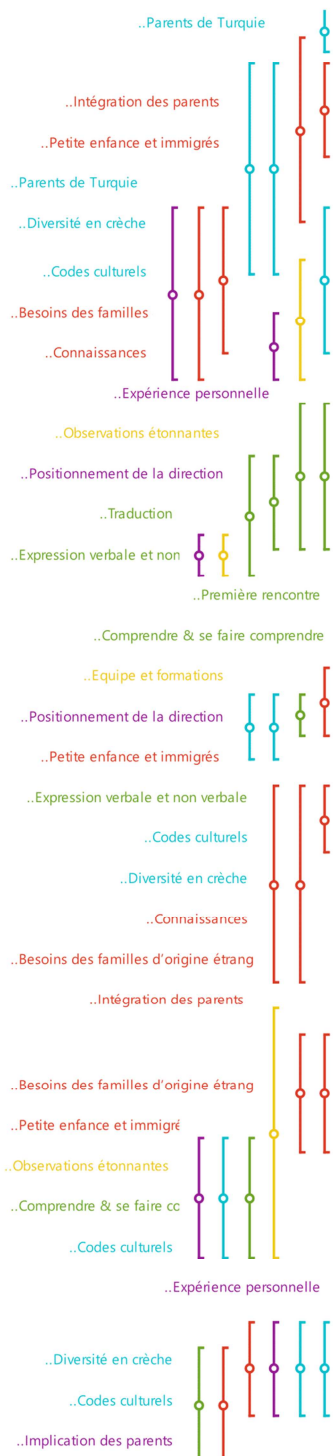 ..Parents de Turquie
..Intégration des parents
..Petite enfance et immigrés
..Parents de Turquie
..Diversité en crèche
..Codes culturels
..Besoins des familles
..Connaissances
..Expérience personnelle
..Observations étonnantes
..Positionnement de la direction
..Traduction
..Expression verbale et non
..Première rencontre
..Comprendre & se faire comprendre
..Equipe et formations
..Positionnement de la direction
..Petite enfance et immigrés
..Expression verbale et non verbale
..Codes culturels
..Diversité en crèche
..Connaissances
..Besoins des familles d'origine étrang
..Intégration des parents
..Besoins des familles d'origine étrang
..Petite enfance et immigré
..Observations étonnantes
..Comprendre & se faire co
..Codes culturels
..Expérience personnelle
..Diversité en crèche
..Codes culturels
..Implication des parents